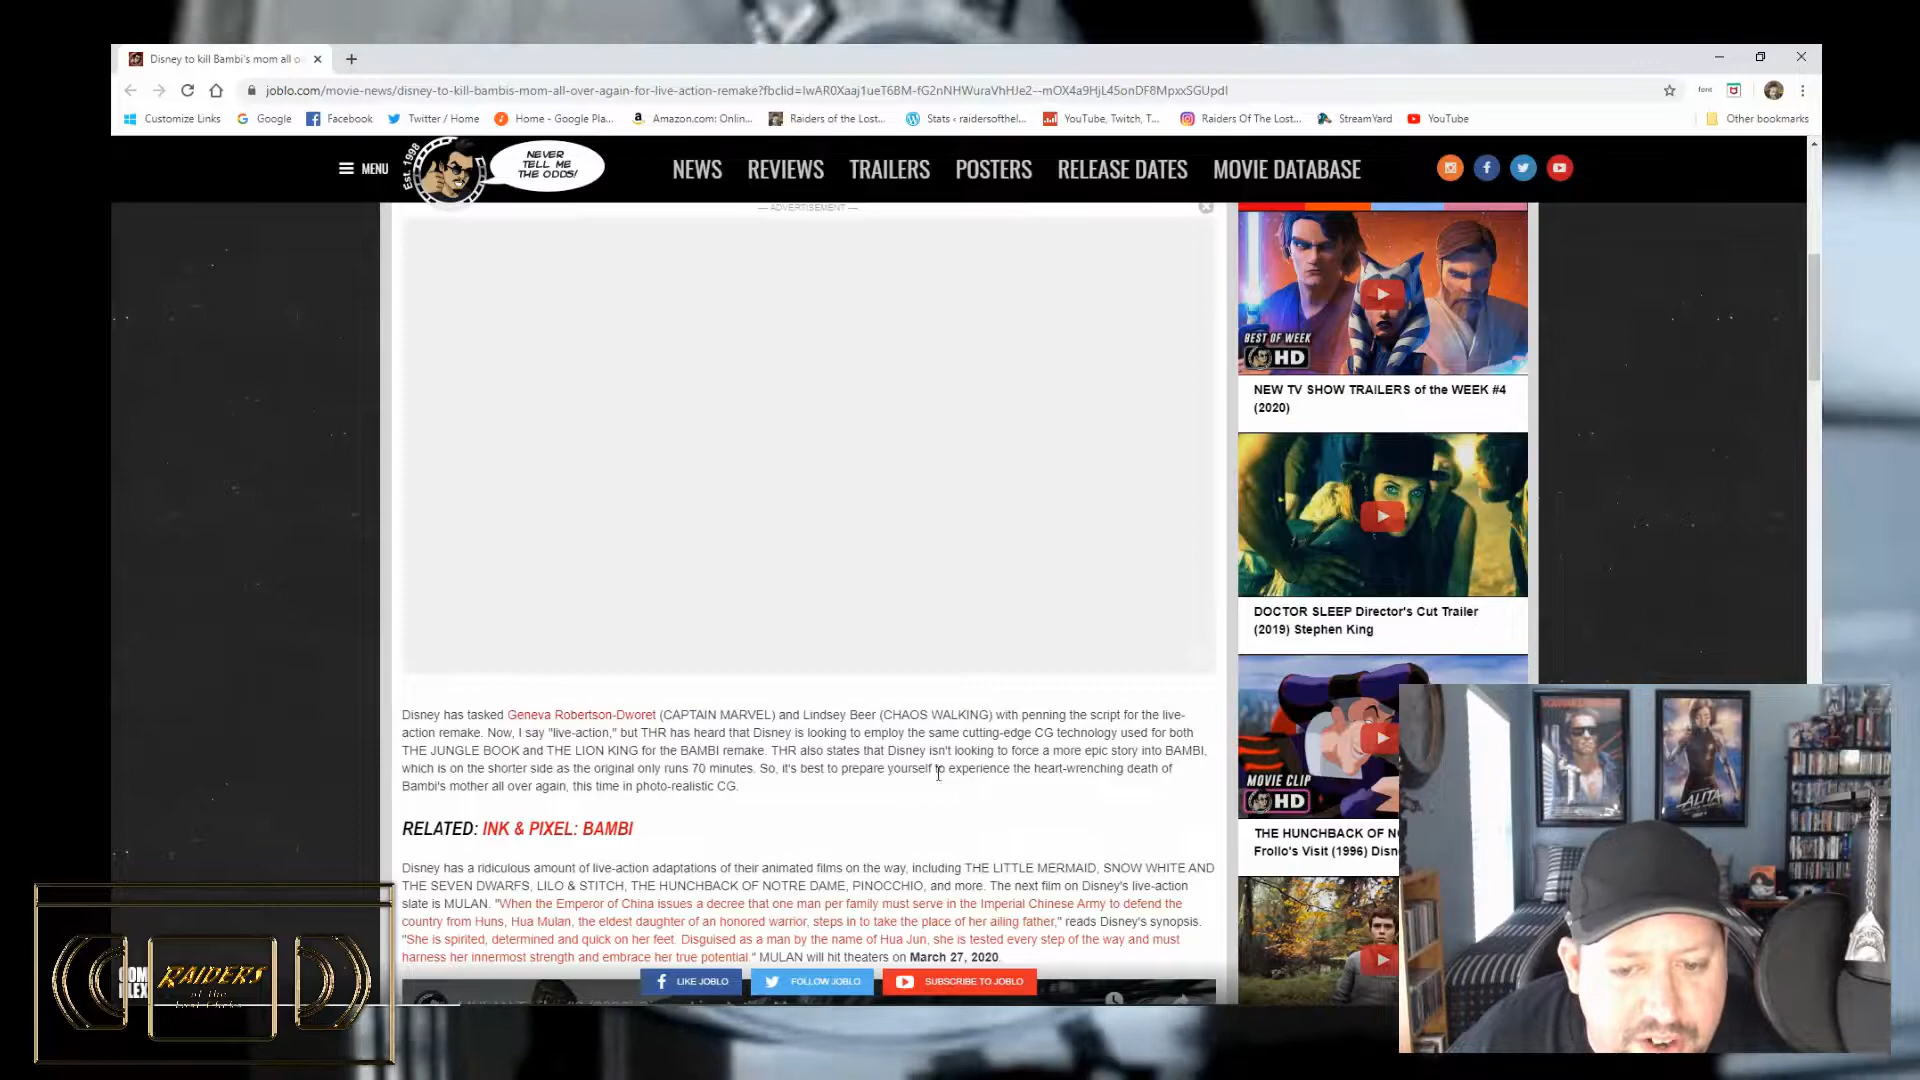 Disney to kill Bambi's mom all o
joblo.com/movie-news/disney-to-kill-bambis-mom-all-over-again-for-live-action-remake?fbclid=IwAR0Xaaj1ueT6BM-fG2nNHWuraVhHJe2--mOX4a9HjL45onDF8MpxxSGUpdI
Customize Links Google Facebook Twitter / Home Home - Google Pla... Amazon.com: Onlin... Raiders of the Lost... Stats ‹ raidersofthel... YouTube, Twitch, T... Raiders Of The Lost... StreamYard YouTube Other bookmarks
MENU
Est. 1998
NEVER
TELL ME
THE ODDS!
NEWS REVIEWS TRAILERS POSTERS RELEASE DATES MOVIE DATABASE
— ADVERTISEMENT —
BEST OF WEEK
HD
NEW TV SHOW TRAILERS of the WEEK #4
(2020)
DOCTOR SLEEP Director's Cut Trailer
(2019) Stephen King
MOVIE CLIP
HD
THE HUNCHBACK OF NO
Frollo's Visit (1996) Disn
Disney has tasked Geneva Robertson-Dworet (CAPTAIN MARVEL) and Lindsey Beer (CHAOS WALKING) with penning the script for the live-
action remake. Now, I say "live-action," but THR has heard that Disney is looking to employ the same cutting-edge CG technology used for both
THE JUNGLE BOOK and THE LION KING for the BAMBI remake. THR also states that Disney isn't looking to force a more epic story into BAMBI,
which is on the shorter side as the original only runs 70 minutes. So, it's best to prepare yourself to experience the heart-wrenching death of
Bambi's mother all over again, this time in photo-realistic CG.
RELATED: INK & PIXEL: BAMBI
Disney has a ridiculous amount of live-action adaptations of their animated films on the way, including THE LITTLE MERMAID, SNOW WHITE AND
THE SEVEN DWARFS, LILO & STITCH, THE HUNCHBACK OF NOTRE DAME, PINOCCHIO, and more. The next film on Disney's live-action
slate is MULAN. "When the Emperor of China issues a decree that one man per family must serve in the Imperial Chinese Army to defend the
country from Huns, Hua Mulan, the eldest daughter of an honored warrior, steps in to take the place of her ailing father," reads Disney's synopsis.
"She is spirited, determined and quick on her feet. Disguised as a man by the name of Hua Jun, she is tested every step of the way and must
harness her innermost strength and embrace her true potential." MULAN will hit theaters on March 27, 2020.
LIKE JOBLO FOLLOW JOBLO SUBSCRIBE TO JOBLO
RAIDERS
of the
ALITA